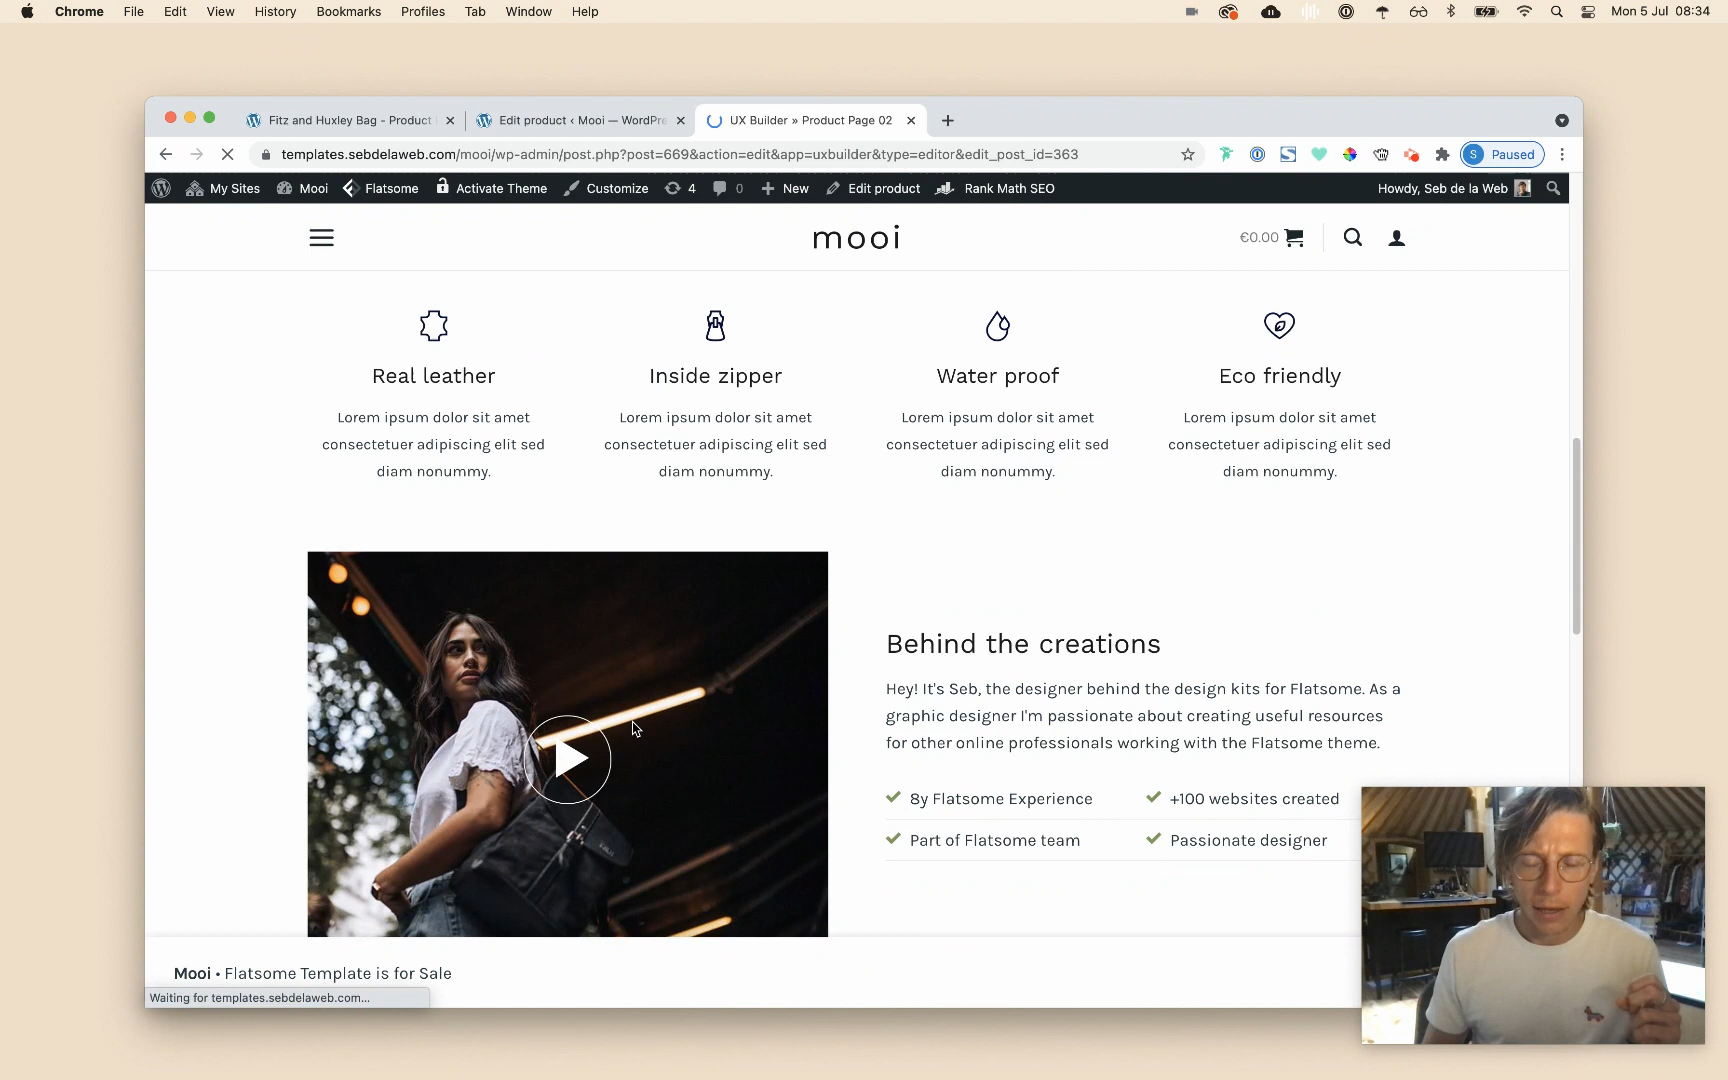 Chrome File Edit View History Bookmarks Profiles Tab Window Help Mon 5 Jul 08:34
Fitz and Huxley Bag - Product Edit product ‹ Mooi — WordPre UX Builder » Product Page 02
templates.sebdelaweb.com/mooi/wp-admin/post.php?post=669&action=edit&app=uxbuilder&type=editor&edit_post_id=363 S Paused
My Sites Mooi Flatsome Activate Theme Customize 4 0 New Edit product Rank Math SEO Howdy, Seb de la Web
mooi €0.00
Real leather Inside zipper Water proof Eco friendly
Lorem ipsum dolor sit amet Lorem ipsum dolor sit amet Lorem ipsum dolor sit amet Lorem ipsum dolor sit amet
consectetuer adipiscing elit sed consectetuer adipiscing elit sed consectetuer adipiscing elit sed consectetuer adipiscing elit sed
diam nonummy. diam nonummy. diam nonummy. diam nonummy.
Behind the creations
Hey! It's Seb, the designer behind the design kits for Flatsome. As a
graphic designer I'm passionate about creating useful resources
for other online professionals working with the Flatsome theme.
8y Flatsome Experience +100 websites created
Part of Flatsome team Passionate designer
Mooi • Flatsome Template is for Sale
Waiting for templates.sebdelaweb.com...